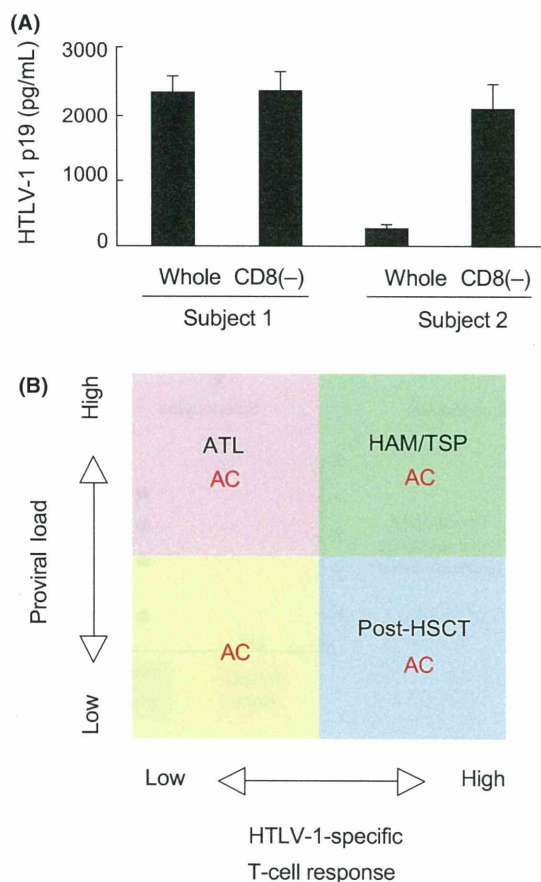 (A)
HTLV-1 p19 (pg/mL)
3000
2000
1000
0
Whole CD8(–) Whole CD8(–)
Subject 1 Subject 2
(B)
Proviral load
High
Low
ATL
AC
HAM/TSP
AC
AC
Post-HSCT
AC
Low High
HTLV-1-specific
T-cell response